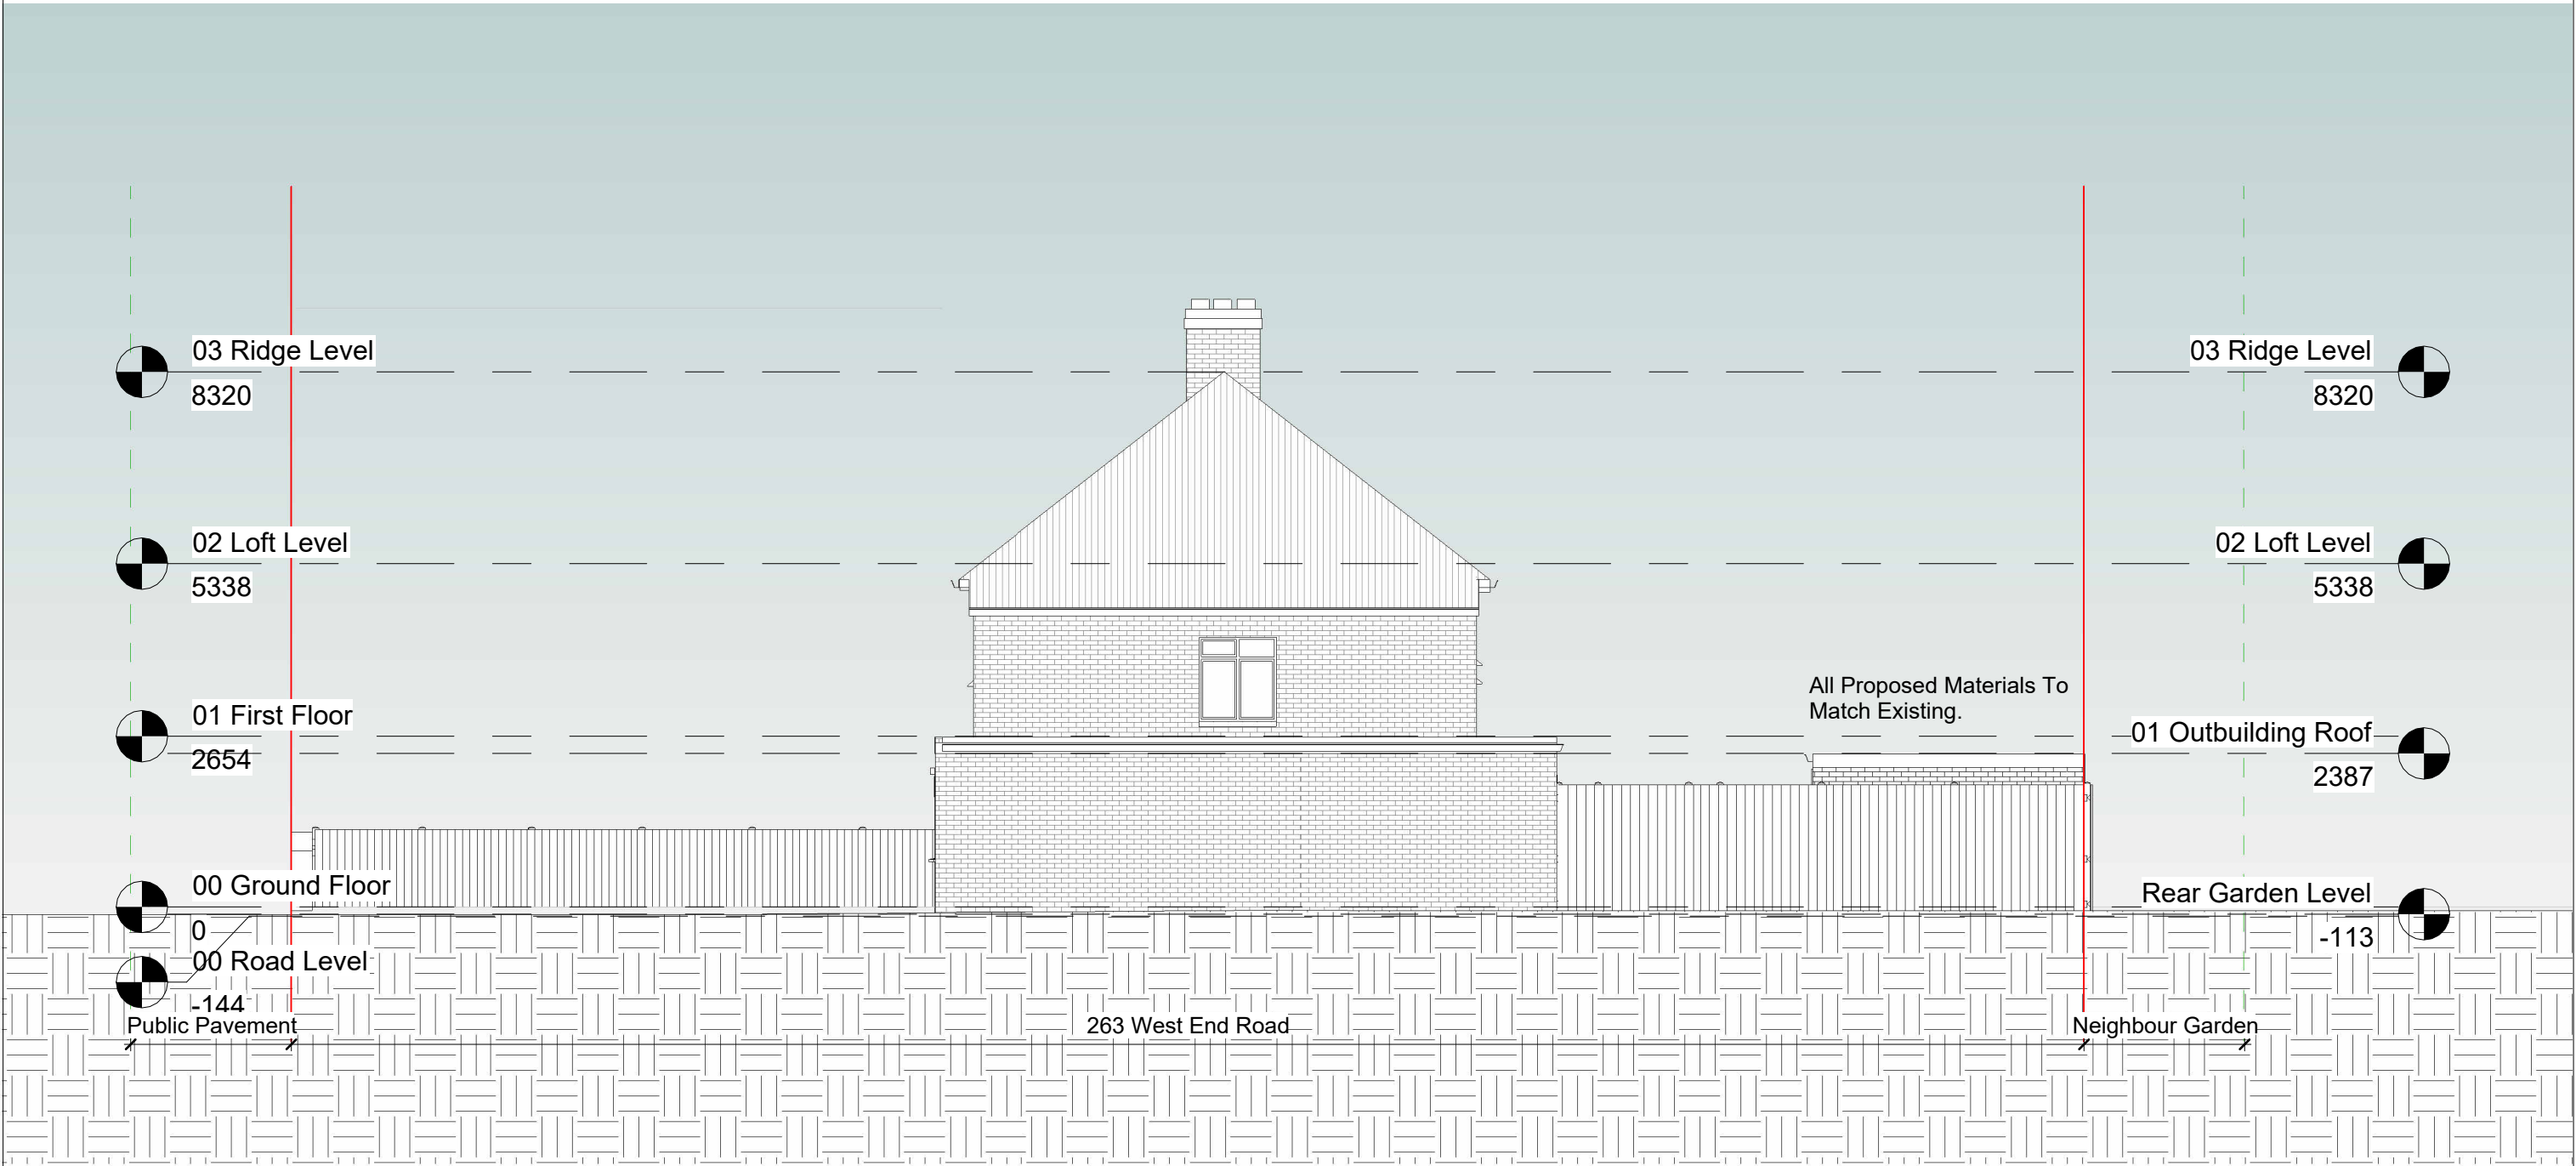 03 Ridge Level
8320
03 Ridge Level
8320
02 Loft Level
5338
02 Loft Level
5338
All Proposed Materials To
Match Existing.
01 First Floor
2654
01 Outbuilding Roof
2387
00 Ground Floor
0
Rear Garden Level
-113
00 Road Level
-144
Public Pavement
263 West End Road
Neighbour Garden